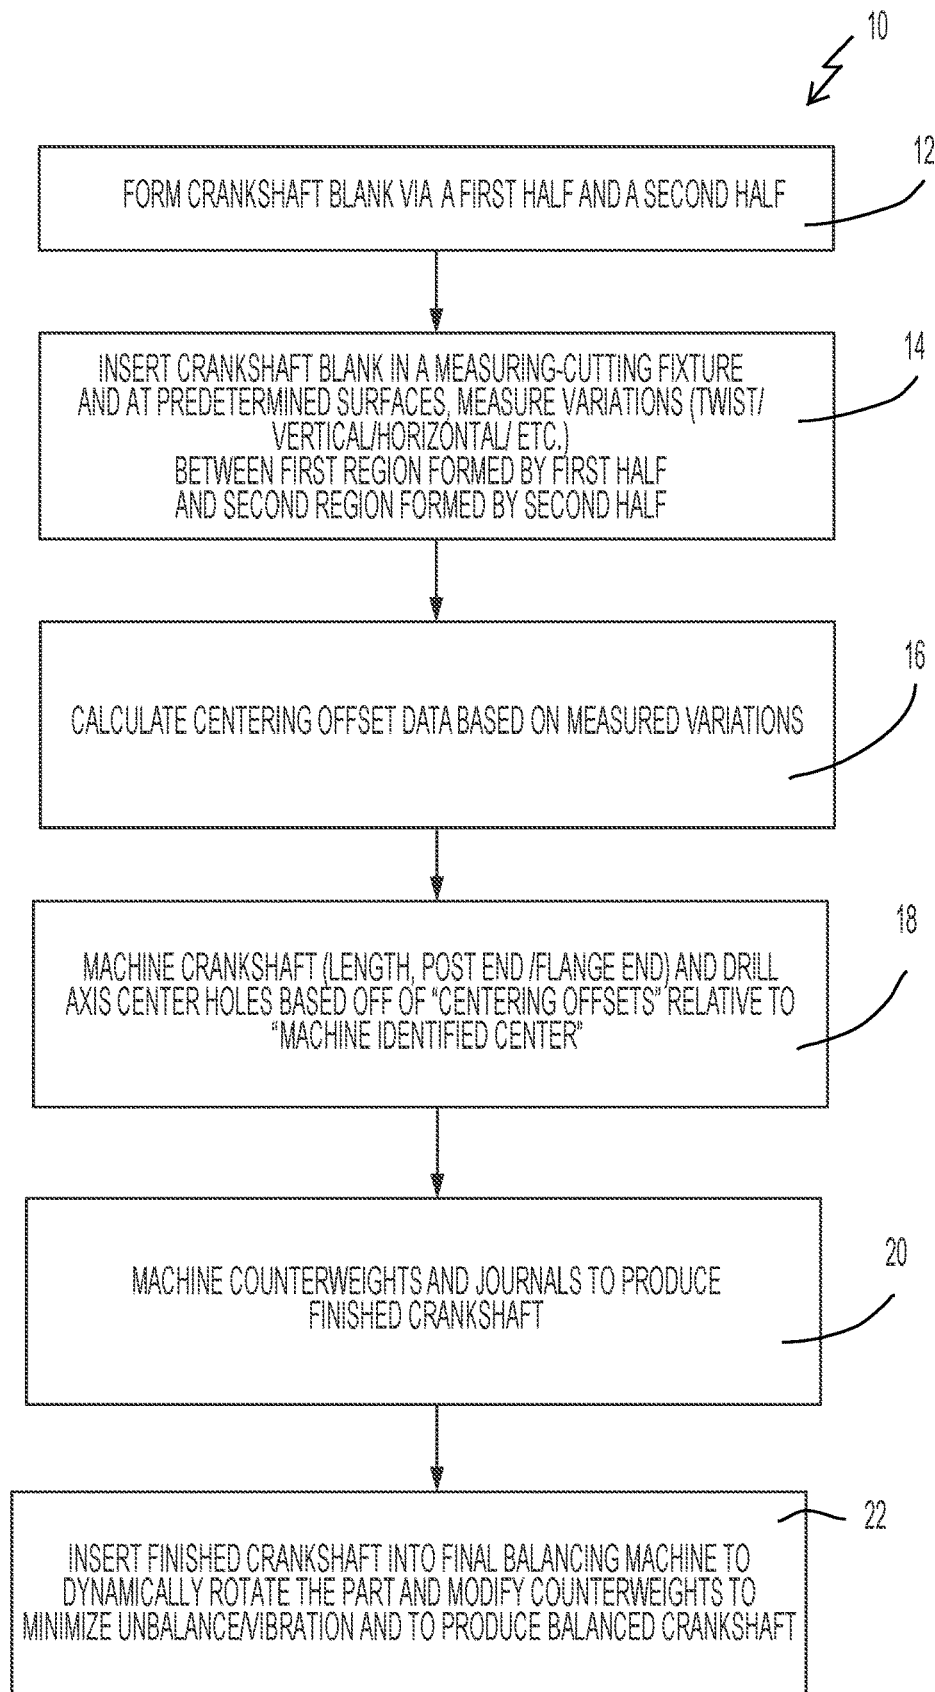 10
12
FORM CRANKSHAFT BLANK VIA A FIRST HALF AND A SECOND HALF
14
INSERT CRANKSHAFT BLANK IN A MEASURING-CUTTING FIXTURE
AND AT PREDETERMINED SURFACES, MEASURE VARIATIONS (TWIST/
VERTICAL/HORIZONTAL/ ETC.)
BETWEEN FIRST REGION FORMED BY FIRST HALF
AND SECOND REGION FORMED BY SECOND HALF
16
CALCULATE CENTERING OFFSET DATA BASED ON MEASURED VARIATIONS
18
MACHINE CRANKSHAFT (LENGTH, POST END /FLANGE END) AND DRILL
AXIS CENTER HOLES BASED OFF OF “CENTERING OFFSETS” RELATIVE TO
“MACHINE IDENTIFIED CENTER”
20
MACHINE COUNTERWEIGHTS AND JOURNALS TO PRODUCE
FINISHED CRANKSHAFT
22
INSERT FINISHED CRANKSHAFT INTO FINAL BALANCING MACHINE TO
DYNAMICALLY ROTATE THE PART AND MODIFY COUNTERWEIGHTS TO
MINIMIZE UNBALANCE/VIBRATION AND TO PRODUCE BALANCED CRANKSHAFT